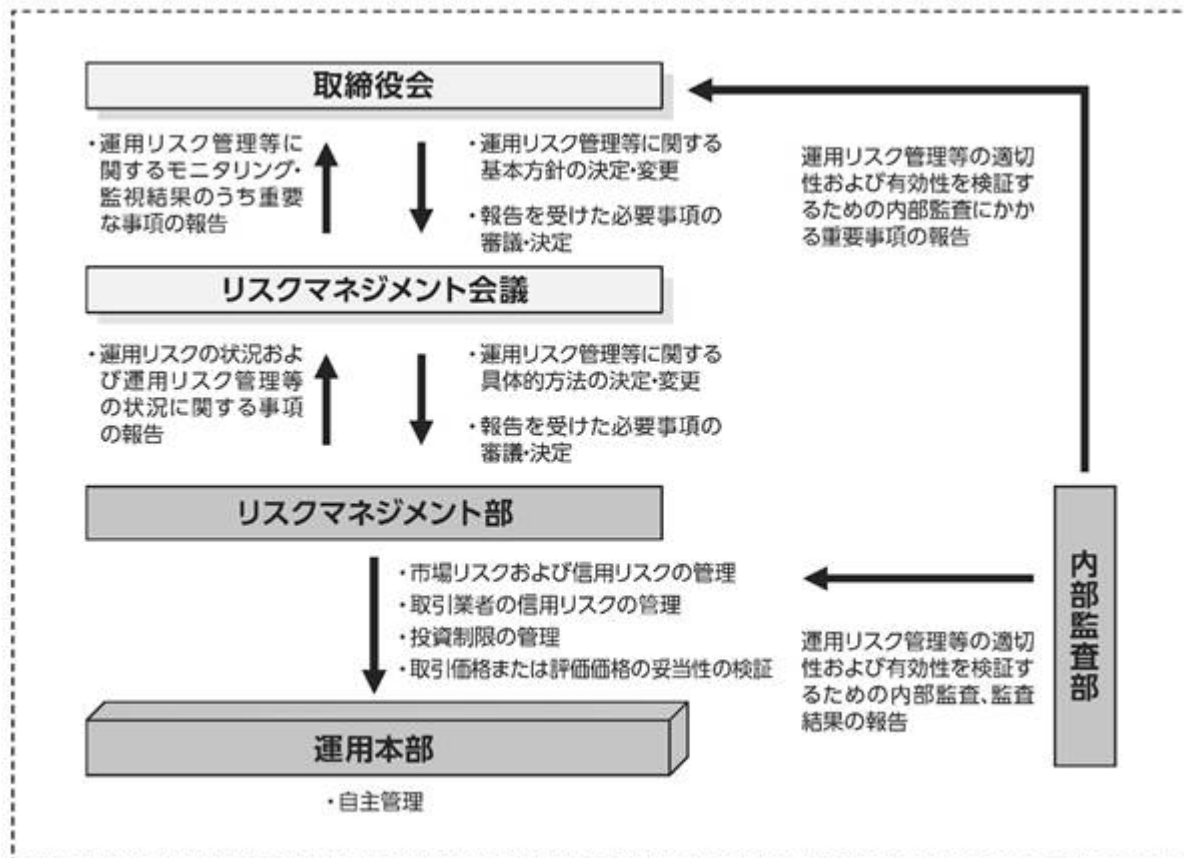 取締役会
・運用リスク管理等に
関するモニタリング・
監視結果のうち重要
な事項の報告
・運用リスク管理等に関する
基本方針の決定・変更
・報告を受けた必要事項の
審議・決定
運用リスク管理等の適切
性および有効性を検証す
るための内部監査にかか
る重要事項の報告
リスクマネジメント会議
・運用リスクの状況およ
び運用リスク管理等
の状況に関する事項
の報告
・運用リスク管理等に関する
具体的方法の決定・変更
・報告を受けた必要事項の
審議・決定
リスクマネジメント部
・市場リスクおよび信用リスクの管理
・取引業者の信用リスクの管理
・投資制限の管理
・取引価格または評価価格の妥当性の検証
内部監査部
運用リスク管理等の適切
性および有効性を検証す
るための内部監査、監査
結果の報告
運用本部
・自主管理